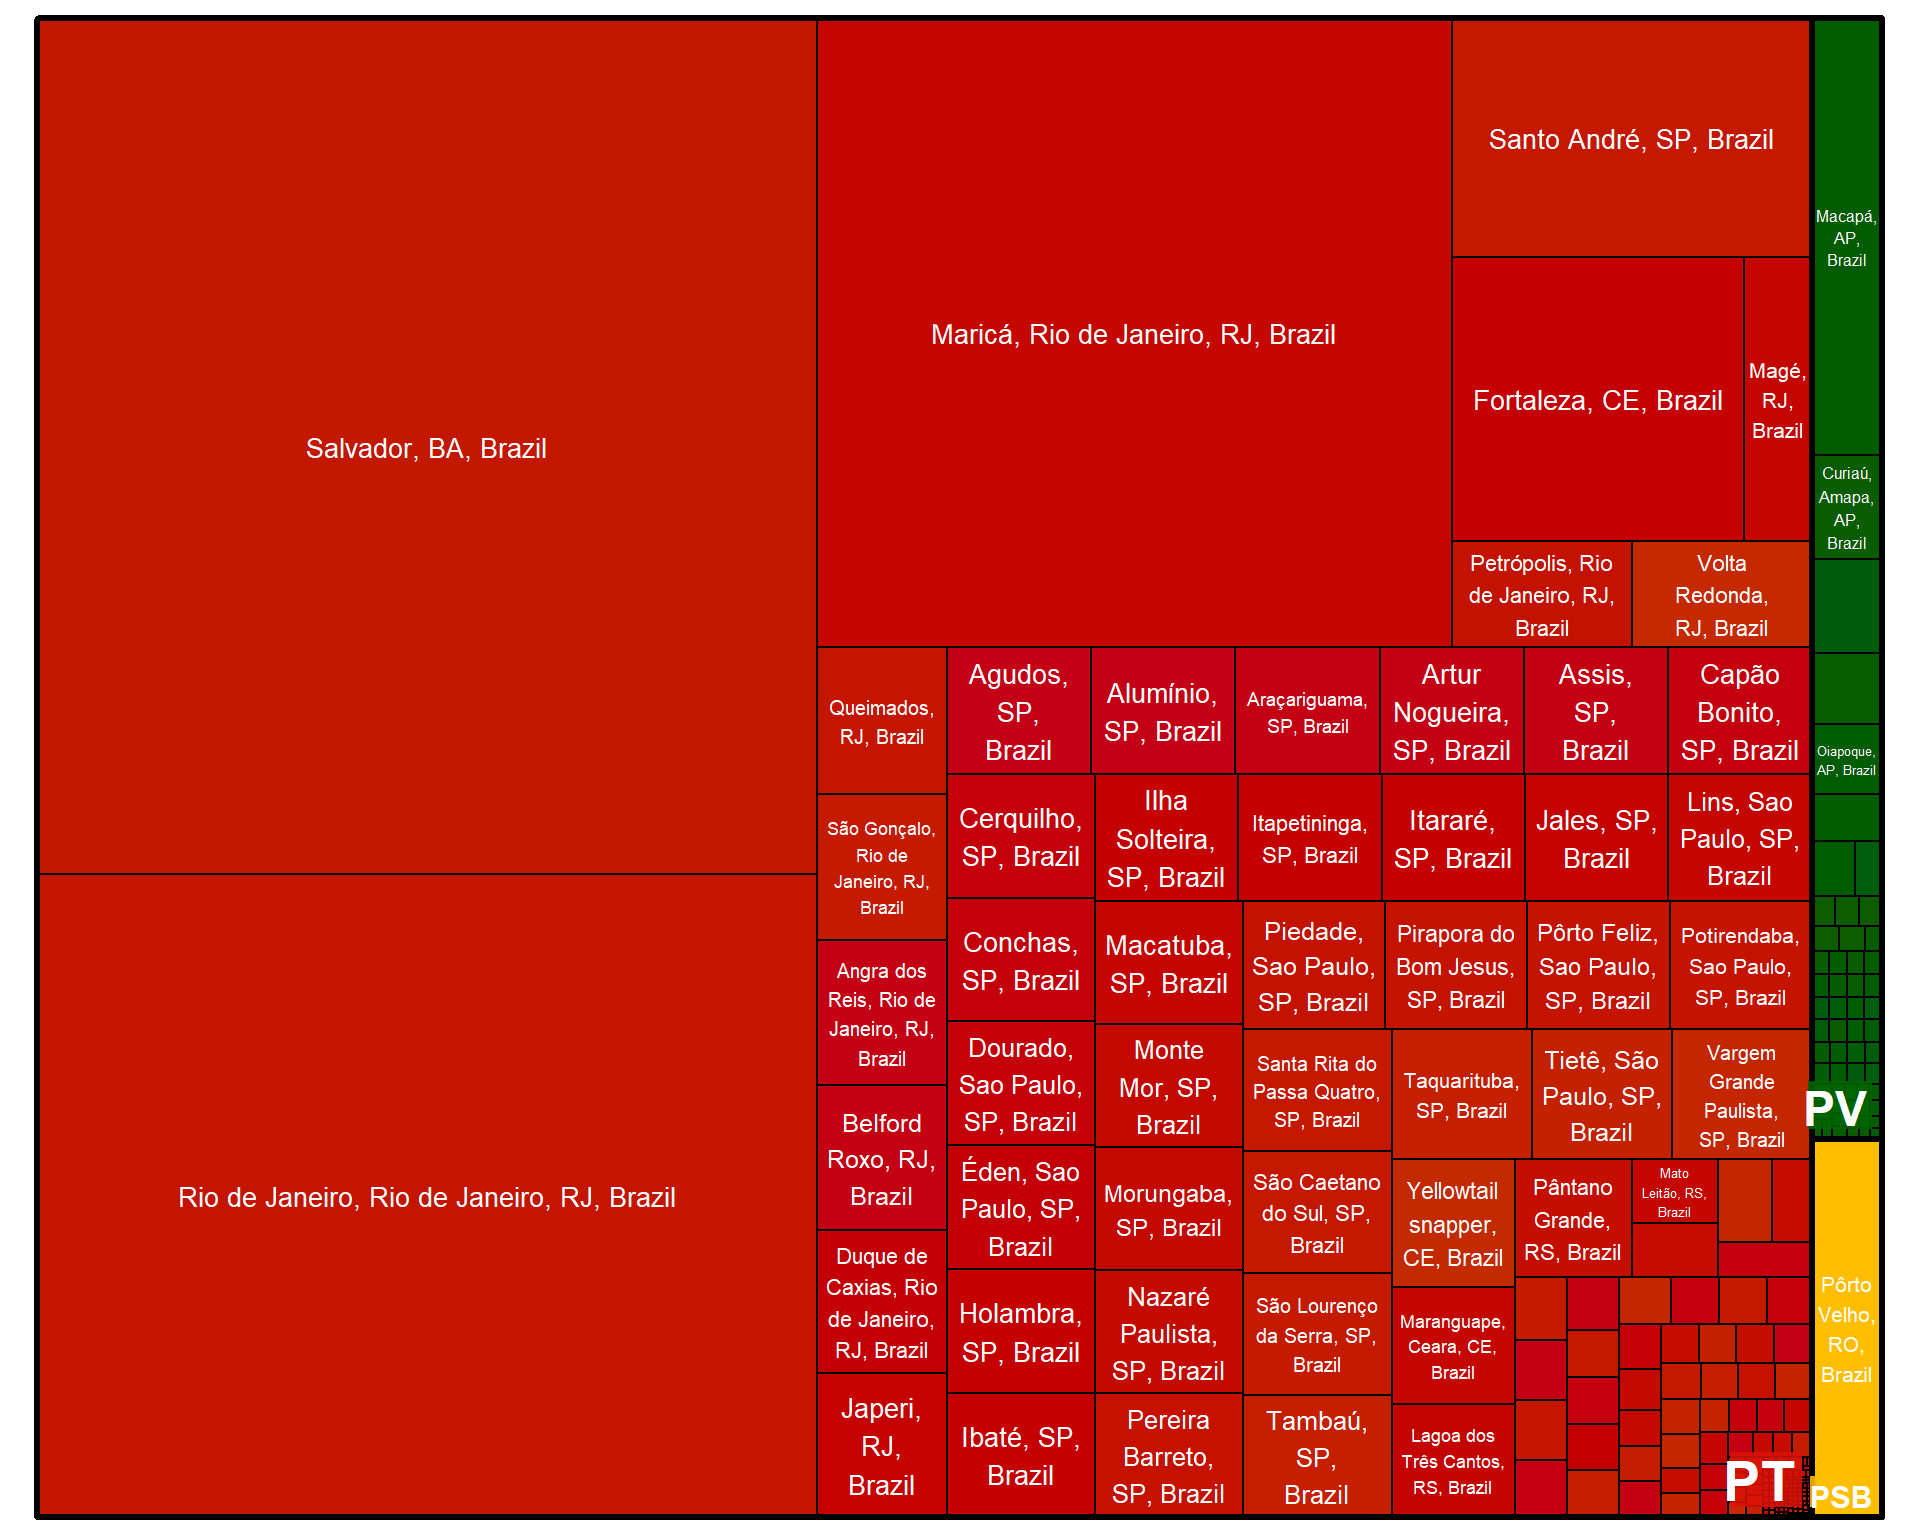 Salvador, BA, Brazil
Rio de Janeiro, Rio de Janeiro, RJ, Brazil
Maricá, Rio de Janeiro, RJ, Brazil
Santo André, SP, Brazil
Fortaleza, CE, Brazil
Magé,
RJ,
Brazil
Petrópolis, Rio
de Janeiro, RJ,
Brazil
Volta
Redonda,
RJ, Brazil
Queimados,
RJ, Brazil
São Gonçalo,
Rio de
Janeiro, RJ,
Brazil
Angra dos
Reis, Rio de
Janeiro, RJ,
Brazil
Belford
Roxo, RJ,
Brazil
Duque de
Caxias, Rio
de Janeiro,
RJ, Brazil
Japeri,
RJ,
Brazil
Agudos,
SP,
Brazil
Alumínio,
SP, Brazil
Araçariguama,
SP, Brazil
Artur
Nogueira,
SP, Brazil
Assis,
SP,
Brazil
Capão
Bonito,
SP, Brazil
Cerquilho,
SP, Brazil
Ilha
Solteira,
SP, Brazil
Itapetininga,
SP, Brazil
Itararé,
SP, Brazil
Jales, SP,
Brazil
Lins, Sao
Paulo, SP,
Brazil
Conchas,
SP, Brazil
Macatuba,
SP, Brazil
Piedade,
Sao Paulo,
SP, Brazil
Pirapora do
Bom Jesus,
SP, Brazil
Pôrto Feliz,
Sao Paulo,
SP, Brazil
Potirendaba,
Sao Paulo,
SP, Brazil
Dourado,
Sao Paulo,
SP, Brazil
Monte
Mor, SP,
Brazil
Santa Rita do
Passa Quatro,
SP, Brazil
Taquarituba,
SP, Brazil
Tietê, São
Paulo, SP,
Brazil
Vargem
Grande
Paulista,
SP, Brazil
Éden, Sao
Paulo, SP,
Brazil
Morungaba,
SP, Brazil
São Caetano
do Sul, SP,
Brazil
Yellowtail
snapper,
CE, Brazil
Pântano
Grande,
RS, Brazil
Mato
Leitão, RS,
Brazil
Holambra,
SP, Brazil
Nazaré
Paulista,
SP, Brazil
São Lourenço
da Serra, SP,
Brazil
Maranguape,
Ceara, CE,
Brazil
Ibaté, SP,
Brazil
Pereira
Barreto,
SP, Brazil
Tambaú,
SP,
Brazil
Lagoa dos
Três Cantos,
RS, Brazil
PT
Macapá,
AP,
Brazil
Curiaú,
Amapa,
AP,
Brazil
Oiapoque,
AP, Brazil
PV
Pôrto
Velho,
RO,
Brazil
PSB